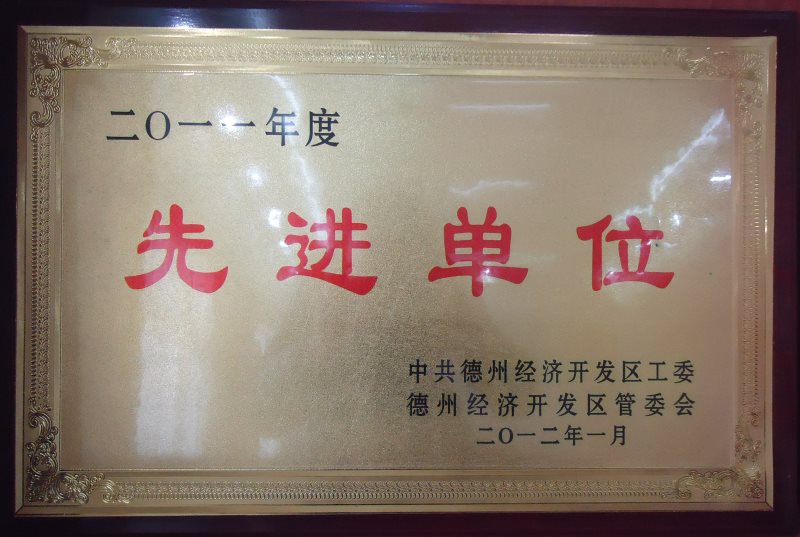 二〇一一年度
先进单位
中共德州经济开发区工委
德州经济开发区管委会
二〇一二年一月